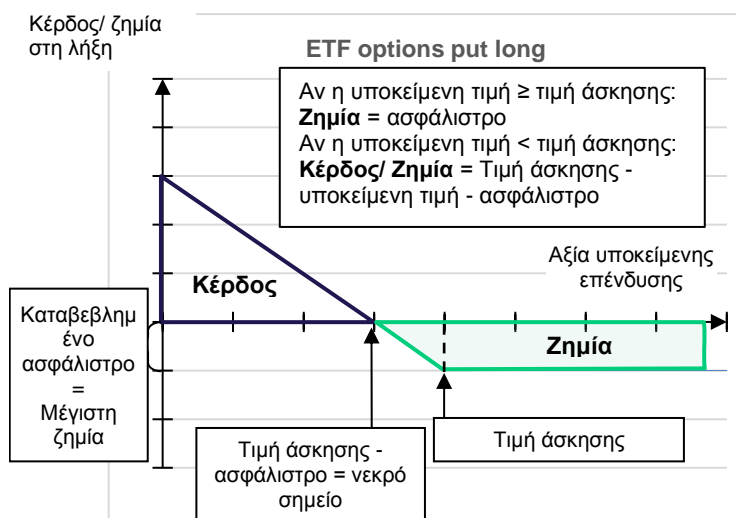 Κέρδος/ ζημία
στη λήξη
ETF options put long
Αν η υποκείμενη τιμή ≥ τιμή άσκησης:
Ζημία = ασφάλιστρο
Αν η υποκείμενη τιμή < τιμή άσκησης:
Κέρδος/ Ζημία = Τιμή άσκησης -
υποκείμενη τιμή - ασφάλιστρο
Αξία υποκείμενης
επένδυσης
Κέρδος
Καταβεβλημ
ένο
ασφάλιστρο
=
Μέγιστη
ζημία
Ζημία
Τιμή άσκησης -
ασφάλιστρο = νεκρό
σημείο
Τιμή άσκησης